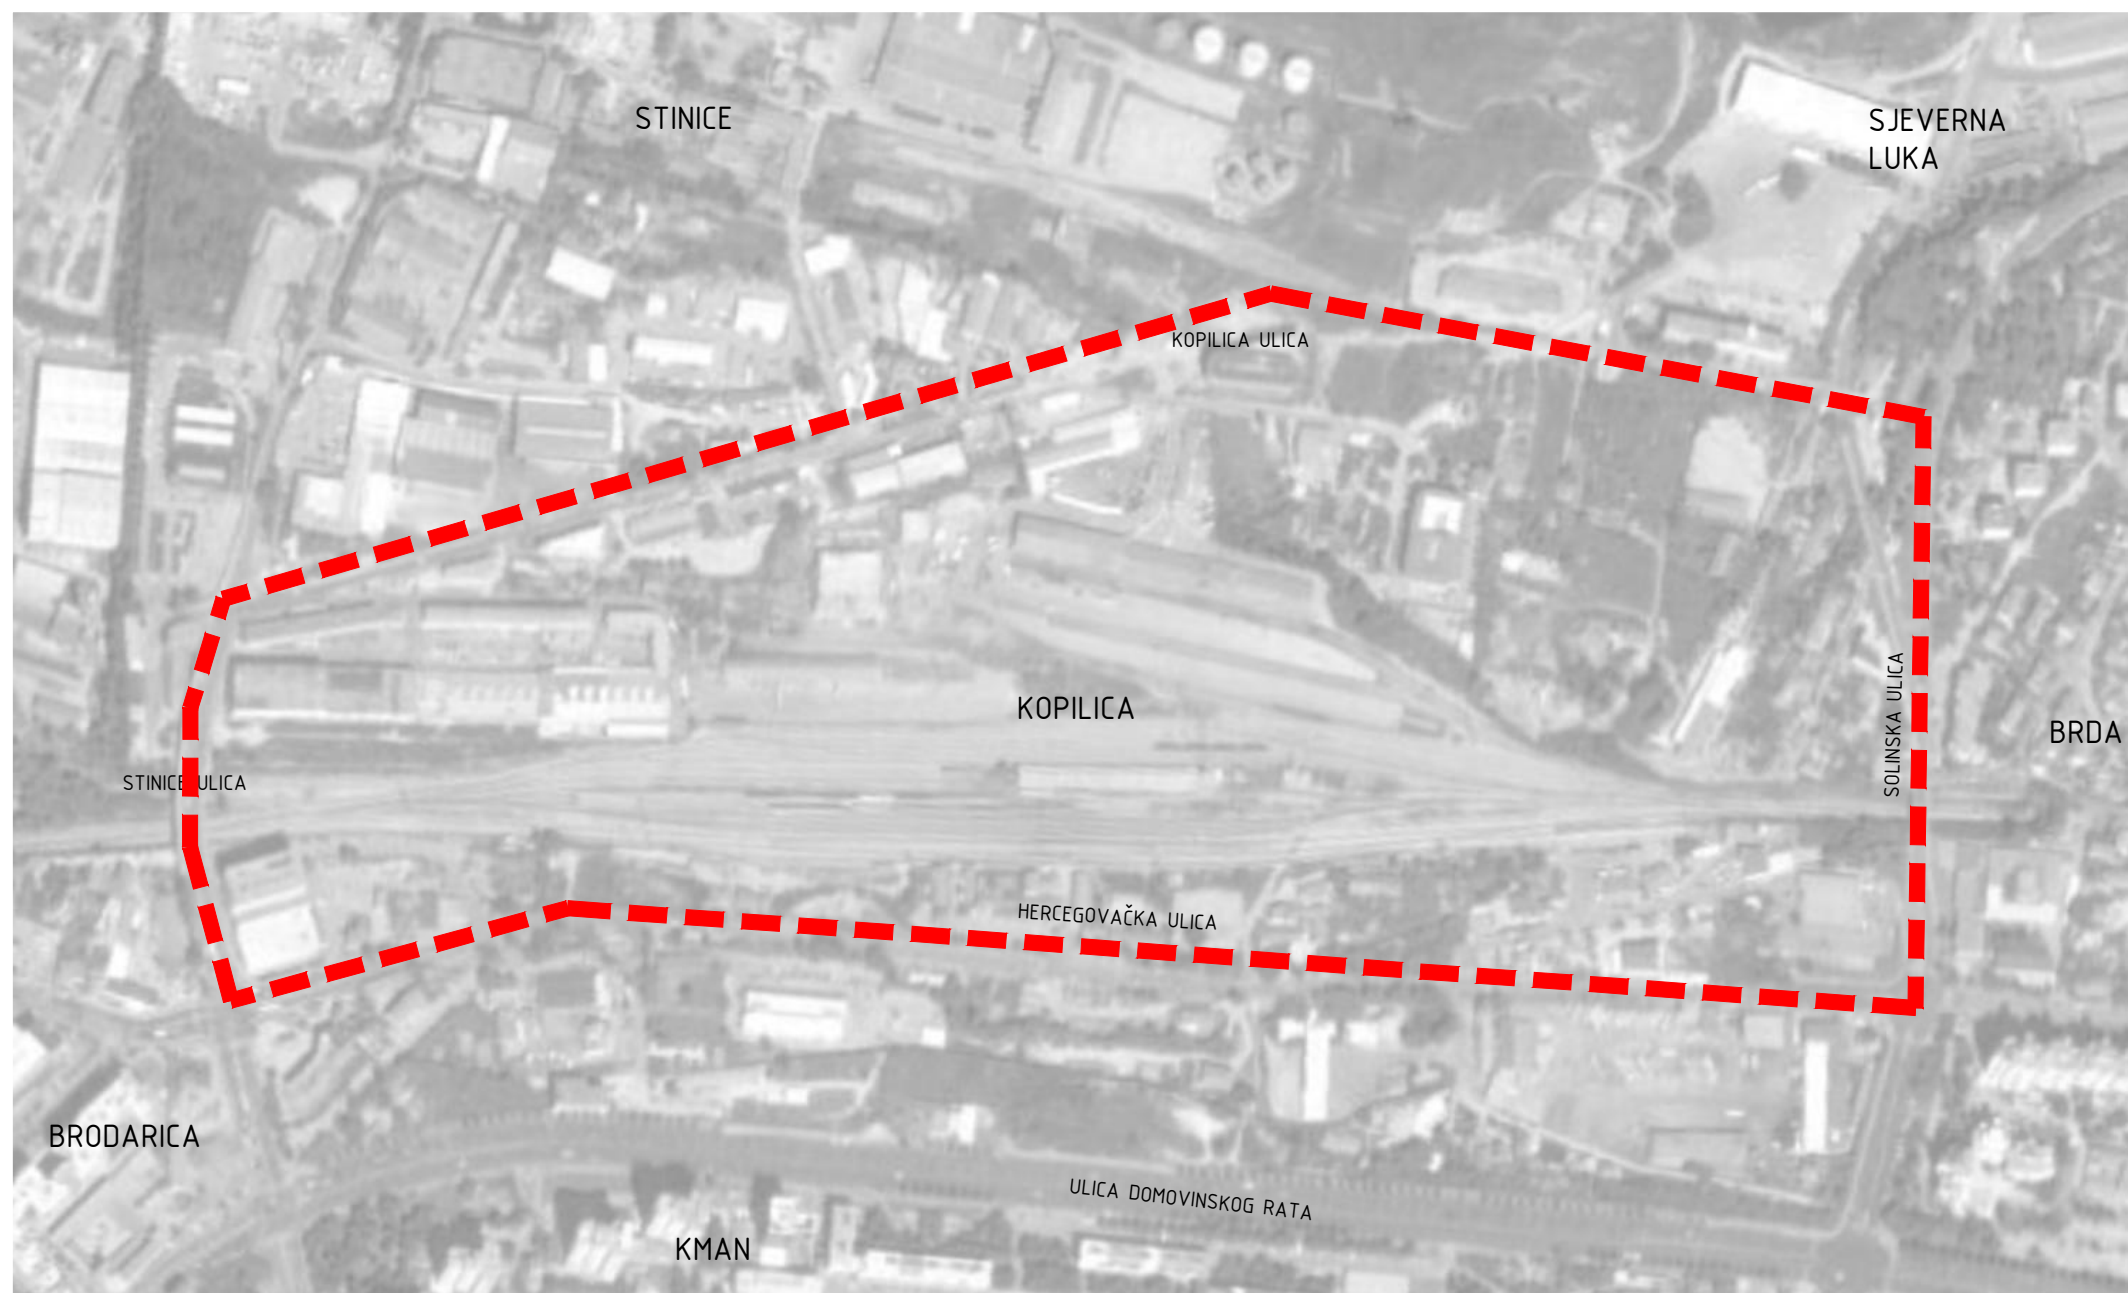 STINICE
SJEVERNA
LUKA
KOPILICA ULICA
SOLINSKA ULICA
KOPILICA
BRDA
STINICE ULICA
HERCEGOVAČKA ULICA
BRODARICA
ULICA DOMOVINSKOG RATA
KMAN